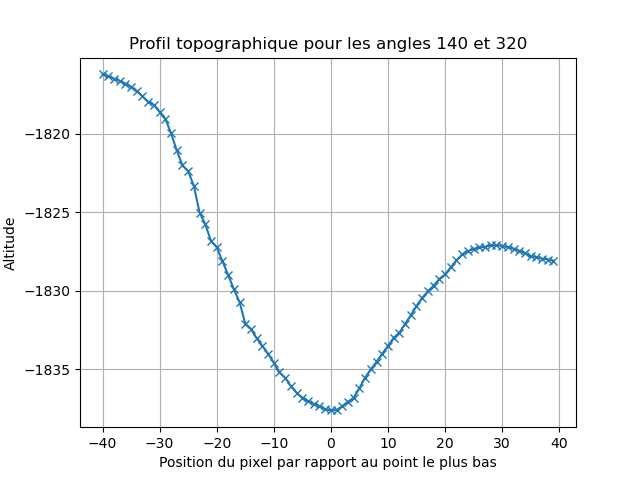 Profil topographique pour les angles 140 et 320
−1820
−1825
−1830
−1835
Altitude
−40 −30 −20 −10 0 10 20 30 40
Position du pixel par rapport au point le plus bas